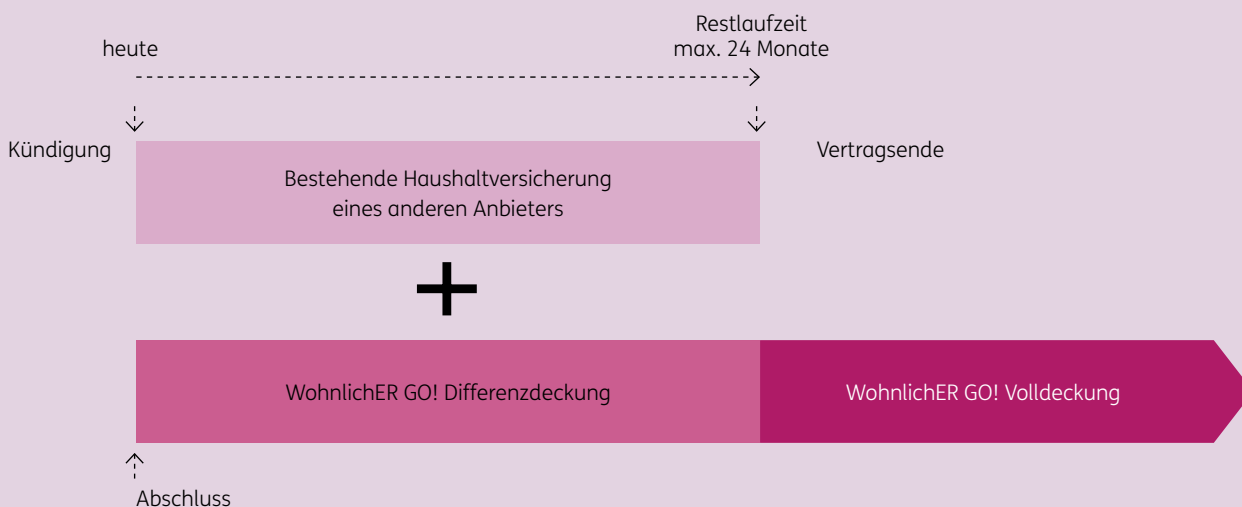 Restlaufzeit
heute
max. 24 Monate
Kündigung
Vertragsende
Bestehende Haushaltversicherung
eines anderen Anbieters
+
WohnlichER GO! Differenzdeckung
WohnlichER GO! Volldeckung
Abschluss